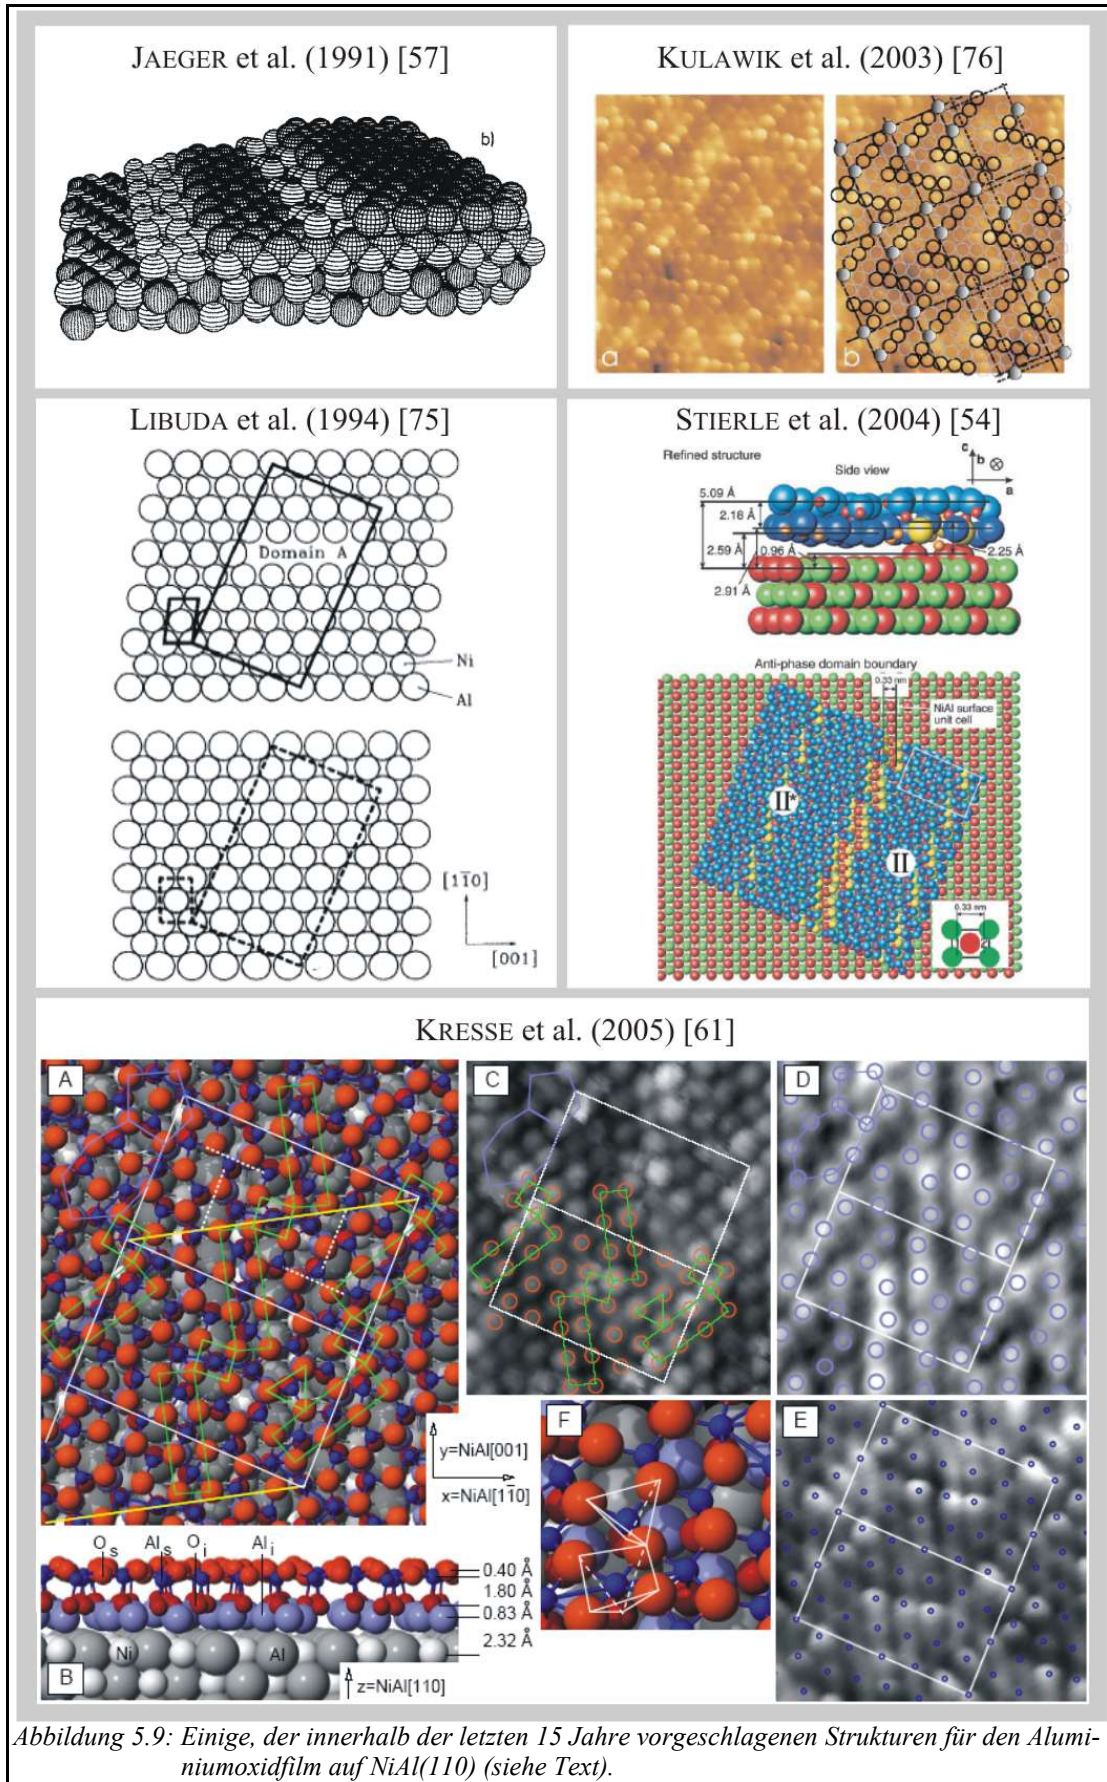 JAEGER et al. (1991) [57]
b)
KULAWIK et al. (2003) [76]
a
b
LIBUDA et al. (1994) [75]
Domain A
Ni
Al
[11̄0]
[001]
STIERLE et al. (2004) [54]
Refined structure
Side view
c
b
a
5.09 Å
2.18 Å
2.59 Å
0.96 Å
2.25 Å
2.91 Å
Anti-phase domain boundary
0.33 nm
NiAl surface
unit cell
II*
II
0.33 nm
KRESSE et al. (2005) [61]
A
C
D
y=NiAl[001]
x=NiAl[11̄0]
F
E
O s
Al s
O i
Al i
0.40 Å
1.80 Å
0.83 Å
2.32 Å
Ni
Al
B
z=NiAl[110]
Abbildung 5.9: Einige, der innerhalb der letzten 15 Jahre vorgeschlagenen Strukturen für den Alumi-
niumoxidfilm auf NiAl(110) (siehe Text).